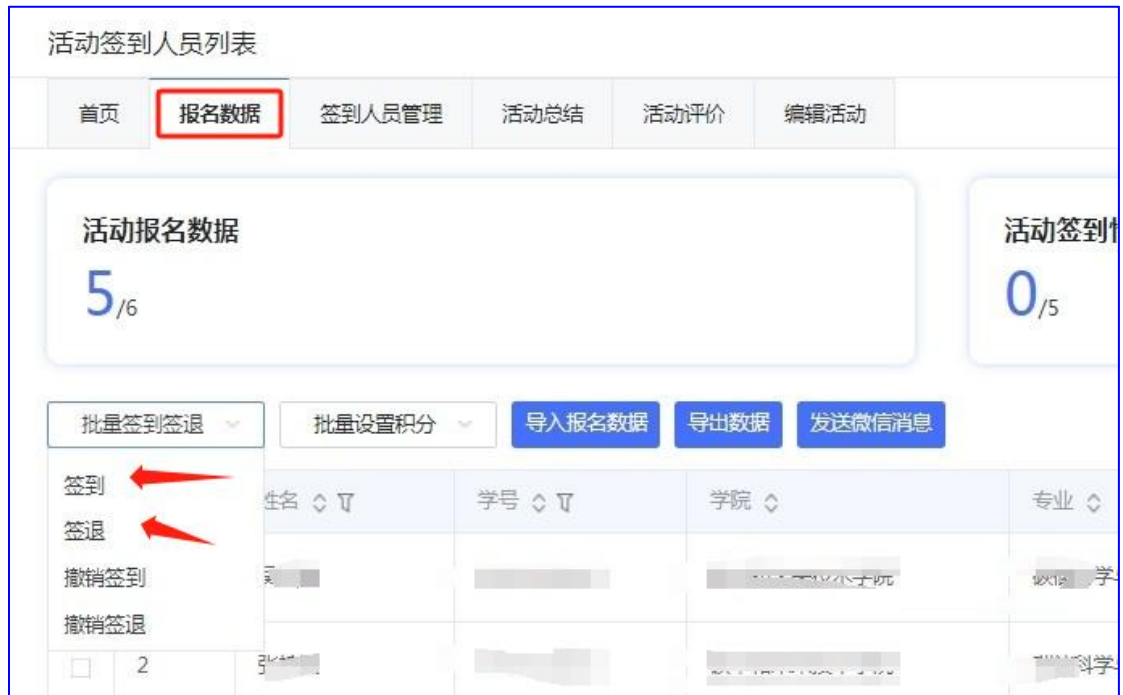 活动签到人员列表
首页 报名数据 签到人员管理 活动总结 活动评价 编辑活动
活动报名数据 活动签到
5/6 0/5
批量签到签退 批量设置积分 导入报名数据 导出数据 发送微信消息
签到
姓名 学号 学院 专业
签退
撤销签到
撤销签退
2